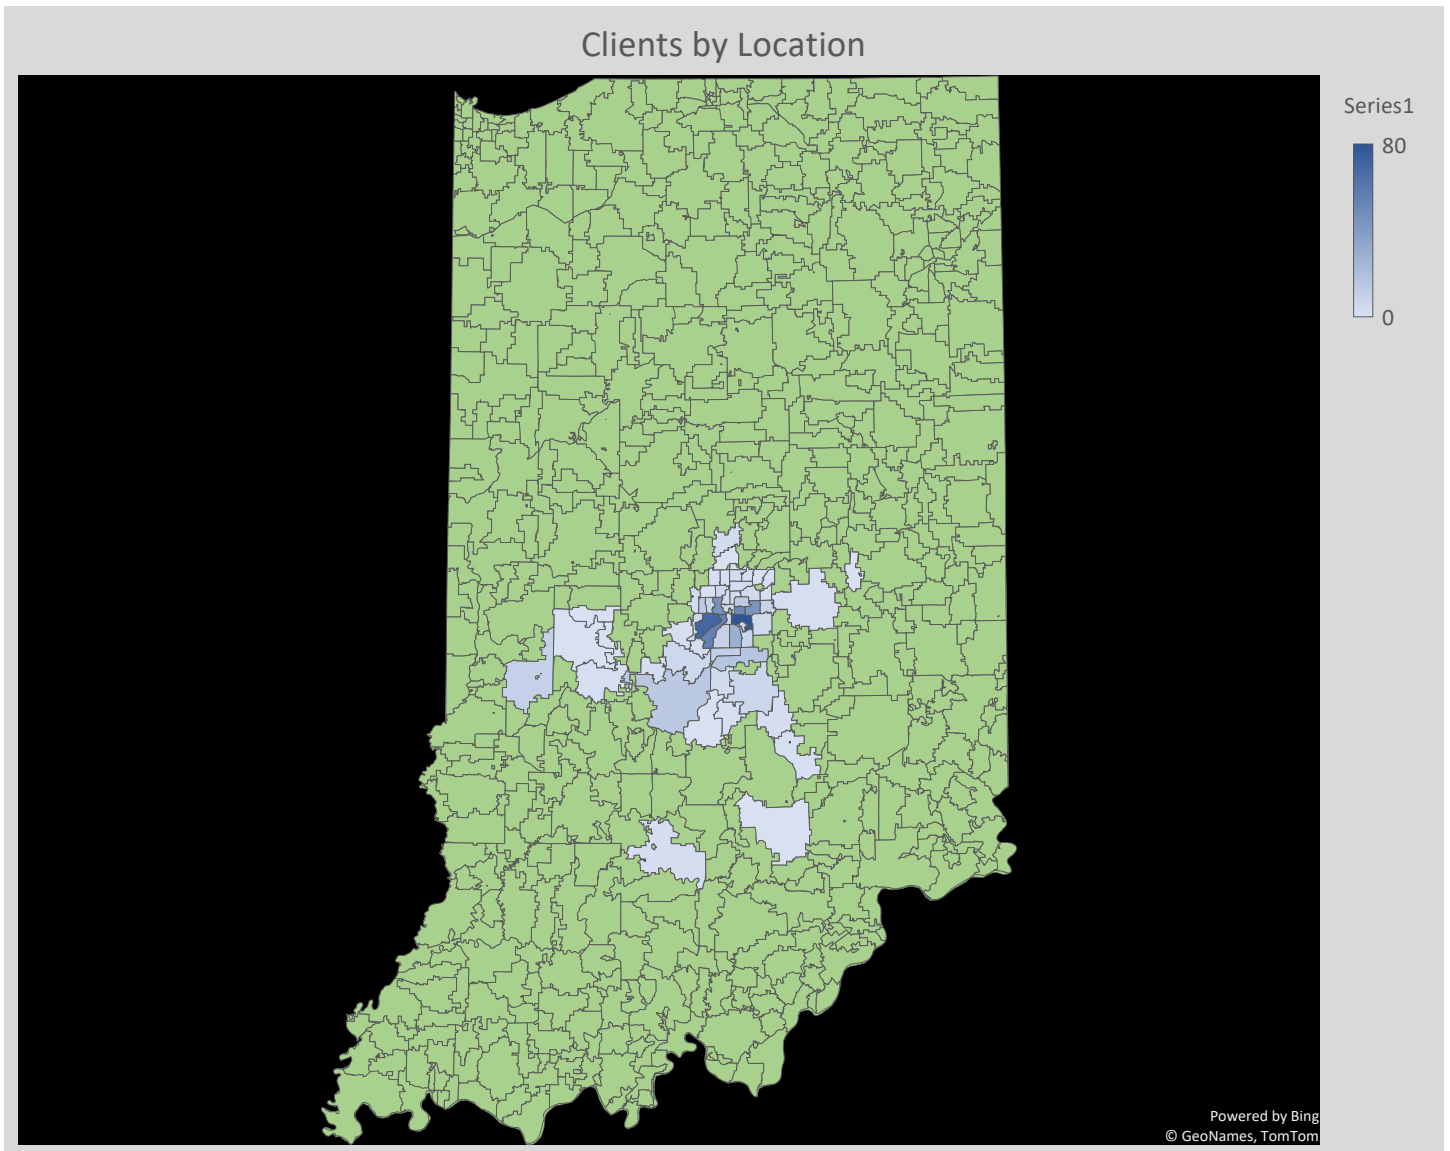 Clients by Location
Series1
80
0
Powered by Bing
© GeoNames, TomTom